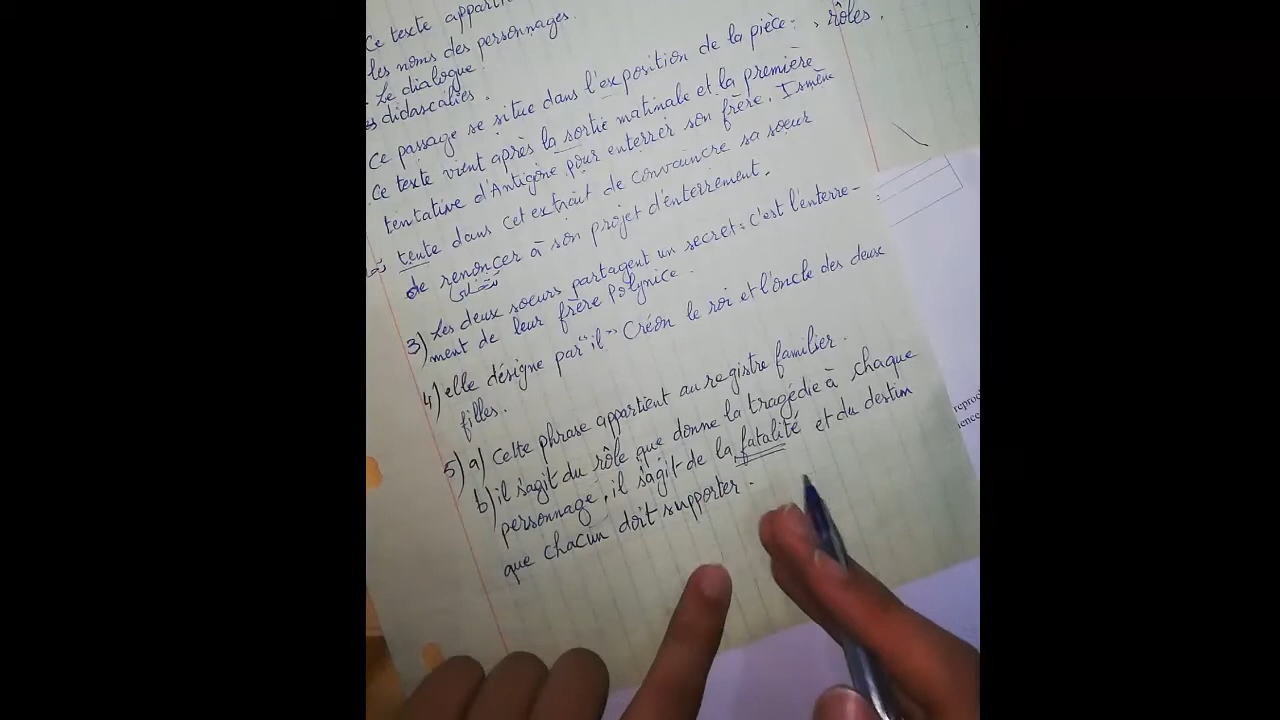 Ce texte apparti
les noms des personnages.
. Le dialogue.
es didascalies.
Ce passage se situe dans l'exposition de la pièce: , rôles.
Ce texte vient après la sortie matinale et la première
tentative d'Antigone pour enterrer son frère. Ismène
tente dans cet extrait de convaincre sa soeur
de renoncer à son projet d'enterrement.
3) Les deux soeurs partagent un secret: c'est l'enterre-
ment de leur frère Polynice.
4) elle désigne par "il" Créon le roi et l'oncle des deux
filles.
5) a) Cette phrase appartient au registre familier.
b) il s'agit du rôle que donne la tragédie à chaque
personnage, il s'agit de la fatalité et du destin
que chacun doit supporter.
reproc
ience